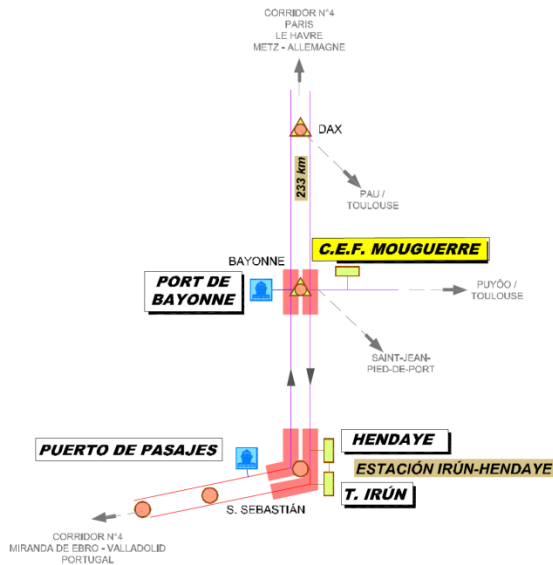 CORRIDOR N°4
PARIS
LE HAVRE
METZ - ALLEMAGNE
DAX
233 km
PAU /
TOULOUSE
C.E.F. MOUGUERRE
BAYONNE
PORT DE
BAYONNE
PUYÔO /
TOULOUSE
SAINT-JEAN-
PIED-DE-PORT
HENDAYE
PUERTO DE PASAJES
ESTACIÓN IRÚN-HENDAYE
T. IRÚN
S. SEBASTIÁN
CORRIDOR N°4
MIRANDA DE EBRO - VALLADOLID
PORTUGAL